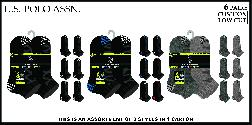 U.S. POLO ASSN.
6 PAIRS
CUSHION
LOW CUT
THIS IS AN ASSORTMENT OF 3 STYLES IN 1 CARTON